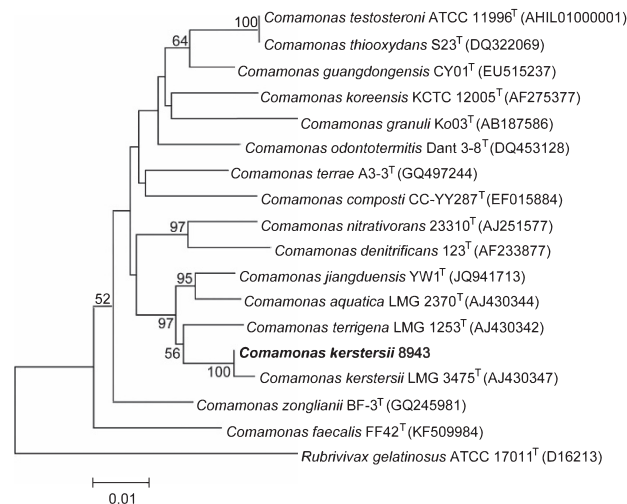 100 Comamonas testosteroni ATCC 11996T (AHIL01000001)
64 Comamonas thiooxydans S23T (DQ322069)
Comamonas guangdongensis CY01T (EU515237)
Comamonas koreensis KCTC 12005T (AF275377)
Comamonas granuli Ko03T (AB187586)
Comamonas odontotermitis Dant 3-8T (DQ453128)
Comamonas terrae A3-3T (GQ497244)
Comamonas composti CC-YY287T (EF015884)
97 Comamonas nitrativorans 23310T (AJ251577)
Comamonas denitrificans 123T (AF233877)
95 Comamonas jiangduensis YW1T (JQ941713)
52 Comamonas aquatica LMG 2370T (AJ430344)
97 Comamonas terrigena LMG 1253T (AJ430342)
56 Comamonas kerstersii 8943
100 Comamonas kerstersii LMG 3475T (AJ430347)
Comamonas zonglianii BF-3T (GQ245981)
Comamonas faecalis FF42T (KF509984)
Rubrivivax gelatinosus ATCC 17011T (D16213)
0.01